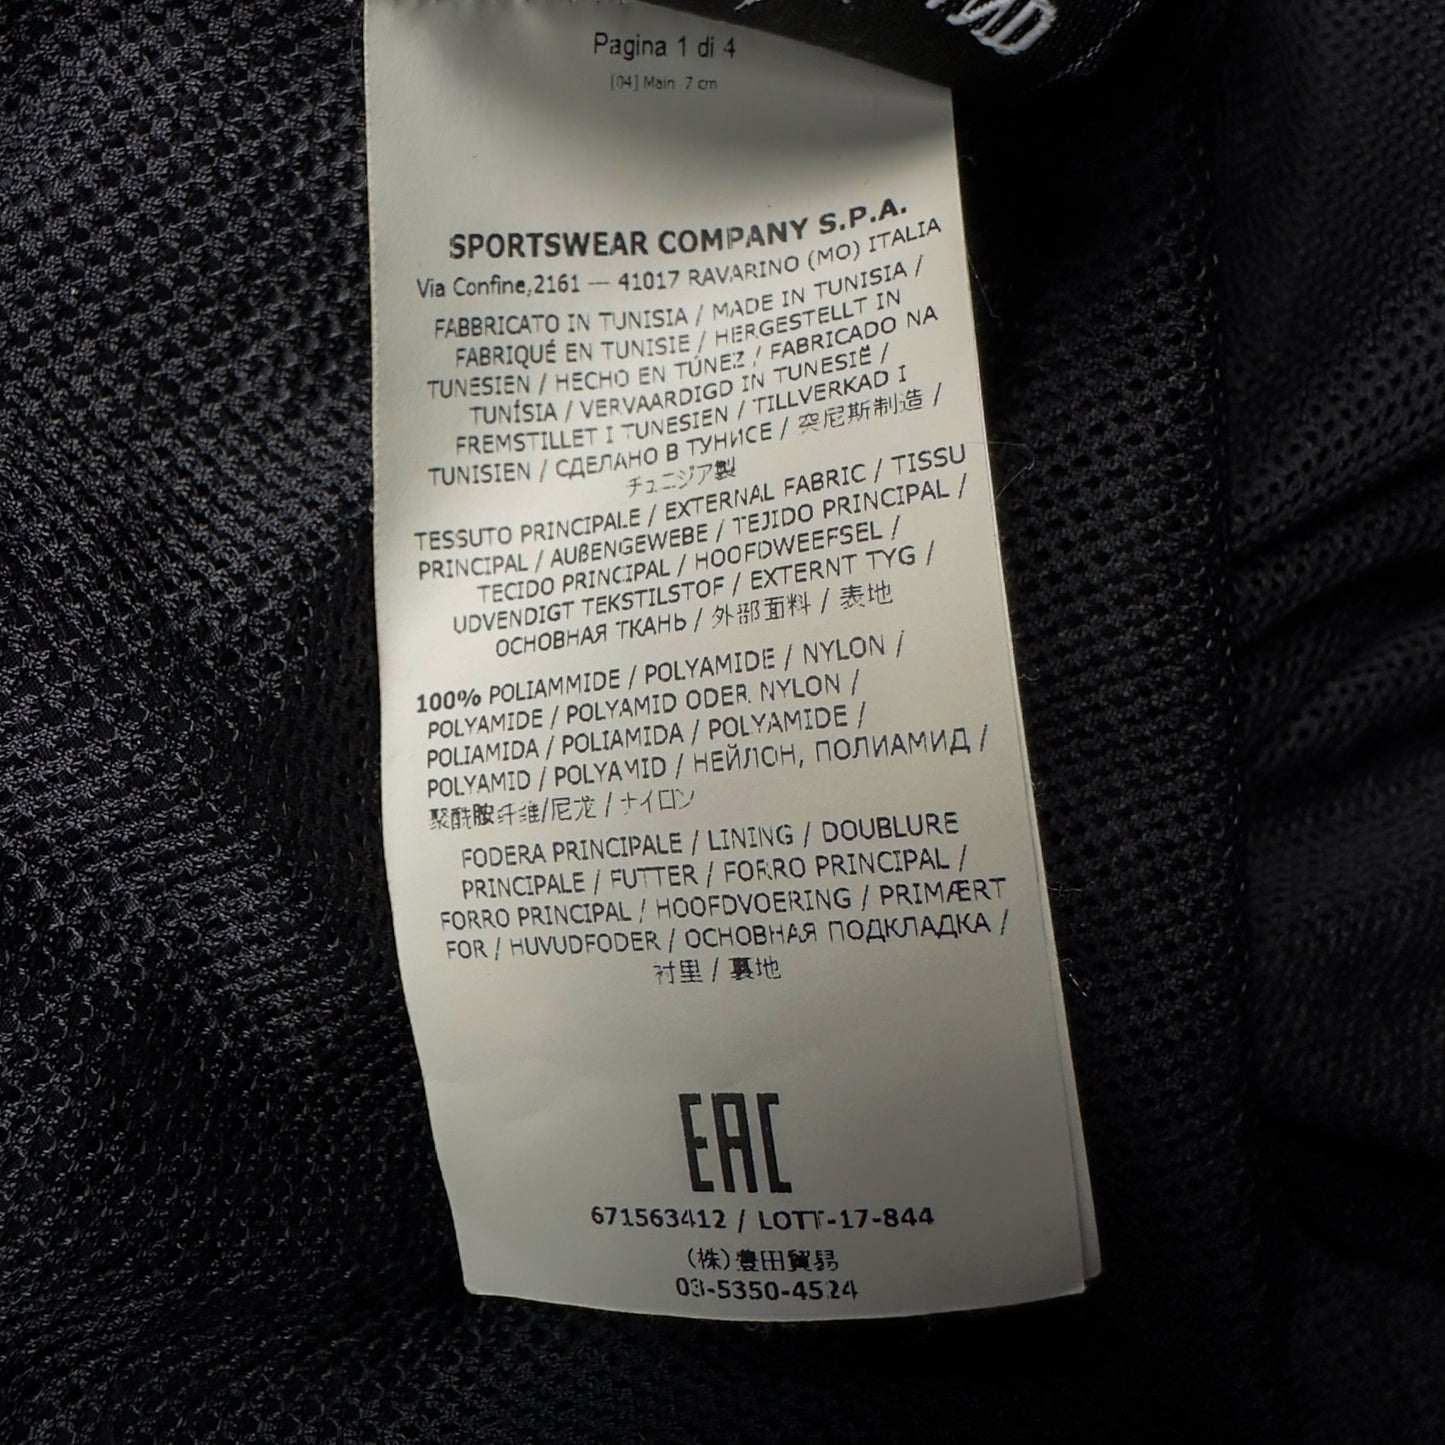 Pagina 1 di 4
[04] Main 7 cm
SPORTSWEAR COMPANY S.P.A.
Via Confine,2161 — 41017 RAVARINO (MO) ITALIA
FABBRICATO IN TUNISIA / MADE IN TUNISIA /
FABRIQUÉ EN TUNISIE / HERGESTELLT IN
TUNESIEN / HECHO EN TÚNEZ / FABRICADO NA
TUNÍSIA / VERVAARDIGD IN TUNESIË /
FREMSTILLET I TUNESIEN / TILLVERKAD I
TUNISIEN / СДЕЛАНО В ТУНИСЕ / 突尼斯制造 /
チュニジア製
TESSUTO PRINCIPALE / EXTERNAL FABRIC / TISSU
PRINCIPAL / AUßENGEWEBE / TEJIDO PRINCIPAL /
TECIDO PRINCIPAL / HOOFDWEEFSEL /
UDVENDIGT TEKSTILSTOF / EXTERNT TYG /
ОСНОВНАЯ ТКАНЬ / 外部面料 / 表地
100% POLIAMMIDE / POLYAMIDE / NYLON /
POLYAMIDE / POLYAMID ODER NYLON /
POLIAMIDA / POLIAMIDA / POLYAMIDE /
POLYAMID / POLYAMID / НЕЙЛОН, ПОЛИАМИД /
聚酰胺纤维/尼龙 / ナイロン
FODERA PRINCIPALE / LINING / DOUBLURE
PRINCIPALE / FUTTER / FORRO PRINCIPAL /
FORRO PRINCIPAL / HOOFDVOERING / PRIMÆRT
FOR / HUVUDFODER / ОСНОВНАЯ ПОДКЛАДКА /
衬里 / 裏地
EAC
671563412 / LOTT-17-844
(株)豊田貿易
03-5350-4524